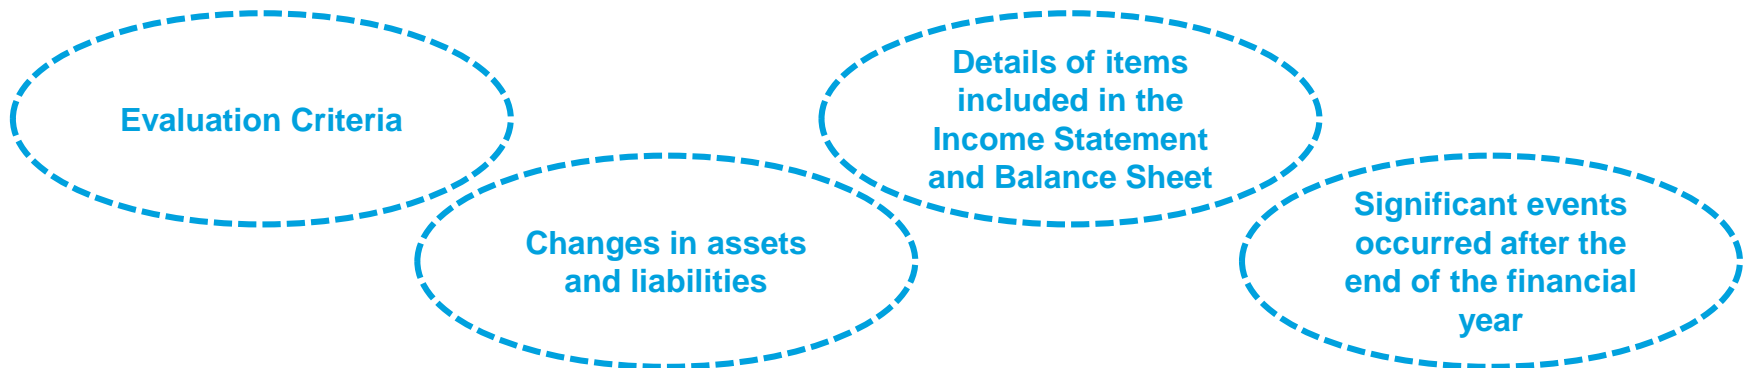 Evaluation Criteria
Changes in assets
and liabilities
Details of items
included in the
Income Statement
and Balance Sheet
Significant events
occurred after the
end of the financial
year